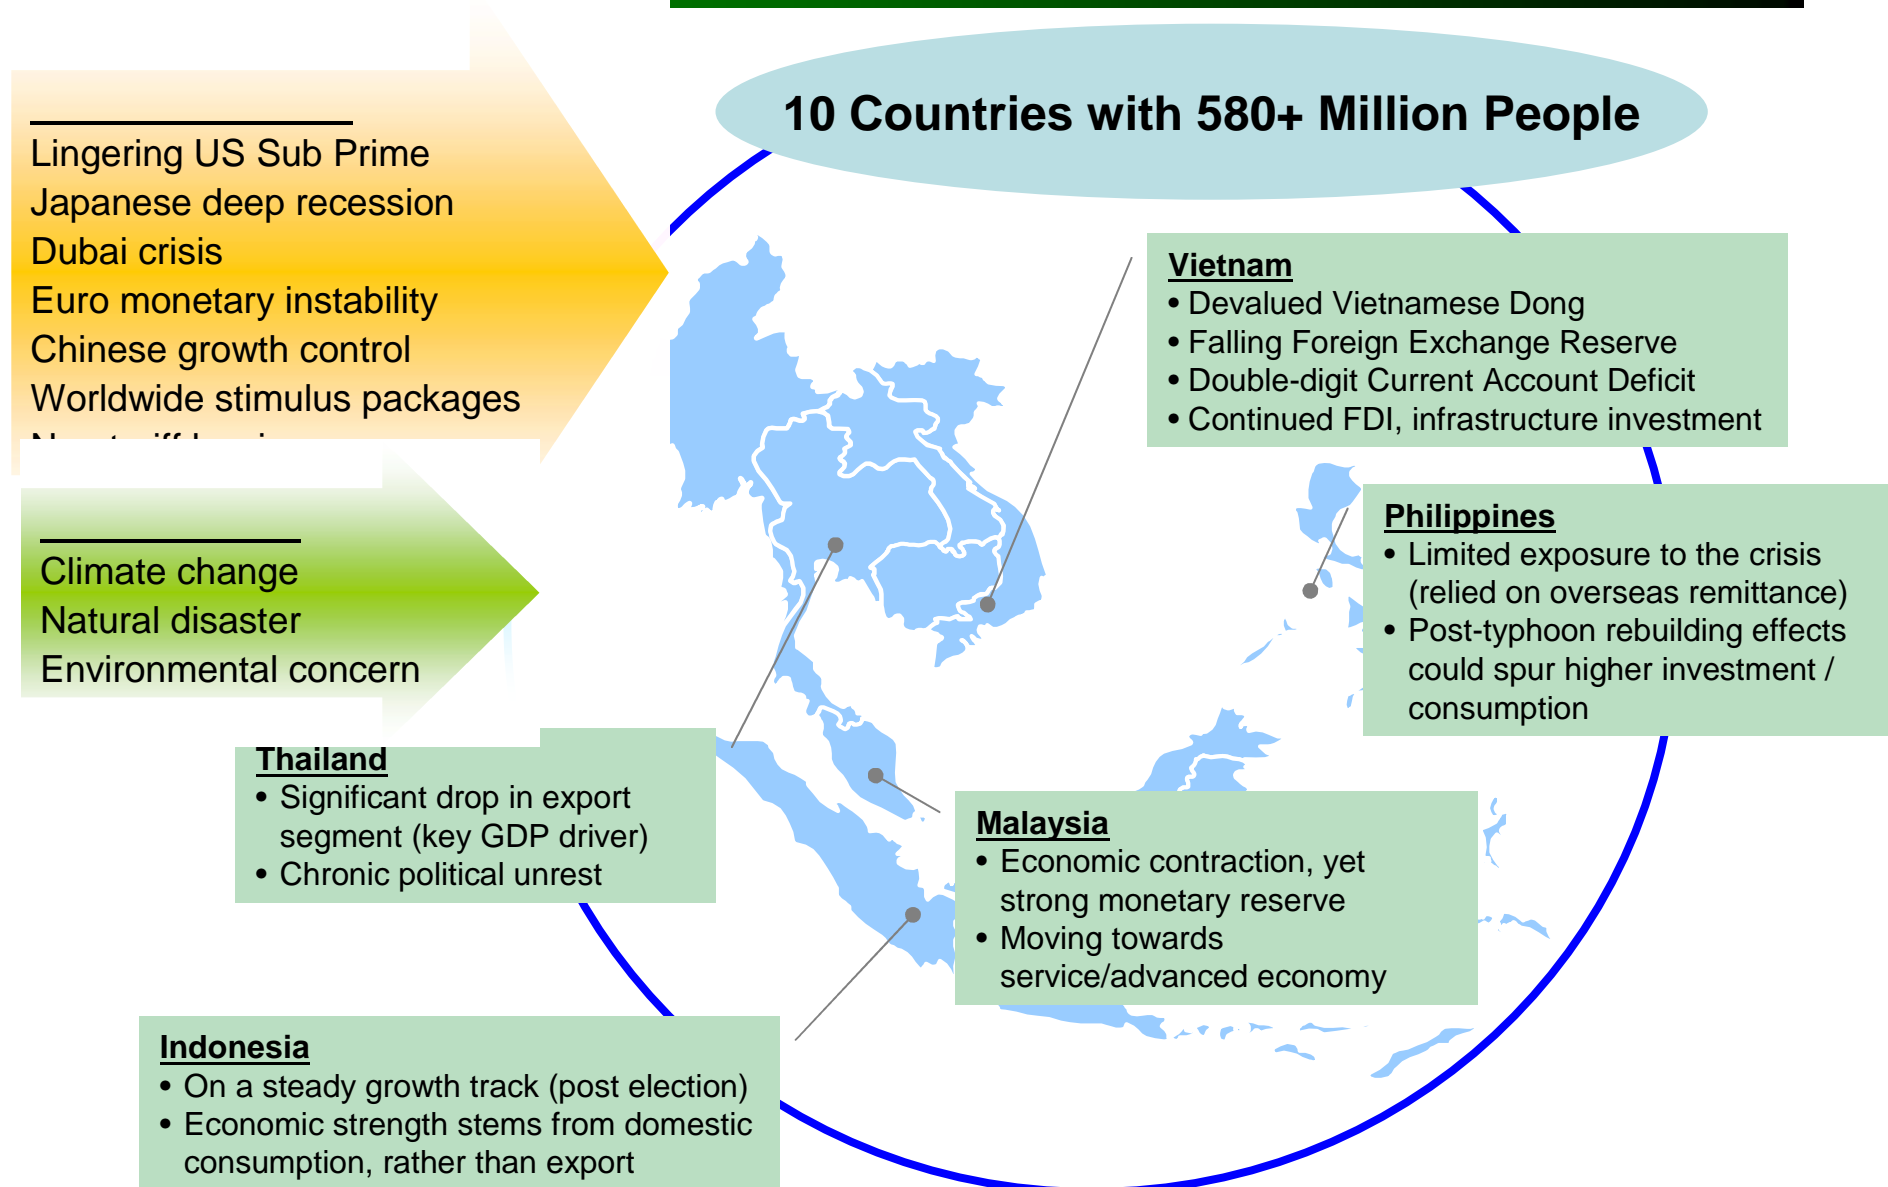 10 Countries with 580+ Million People
Lingering US Sub Prime
Japanese deep recession
Dubai crisis
Euro monetary instability
Chinese growth control
Worldwide stimulus packages
Climate change
Natural disaster
Environmental concern
Vietnam
• Devalued Vietnamese Dong
• Falling Foreign Exchange Reserve
• Double-digit Current Account Deficit
• Continued FDI, infrastructure investment
Philippines
• Limited exposure to the crisis
(relied on overseas remittance)
• Post-typhoon rebuilding effects
could spur higher investment /
consumption
Thailand
• Significant drop in export
segment (key GDP driver)
• Chronic political unrest
Malaysia
• Economic contraction, yet
strong monetary reserve
• Moving towards
service/advanced economy
Indonesia
• On a steady growth track (post election)
• Economic strength stems from domestic
consumption, rather than export